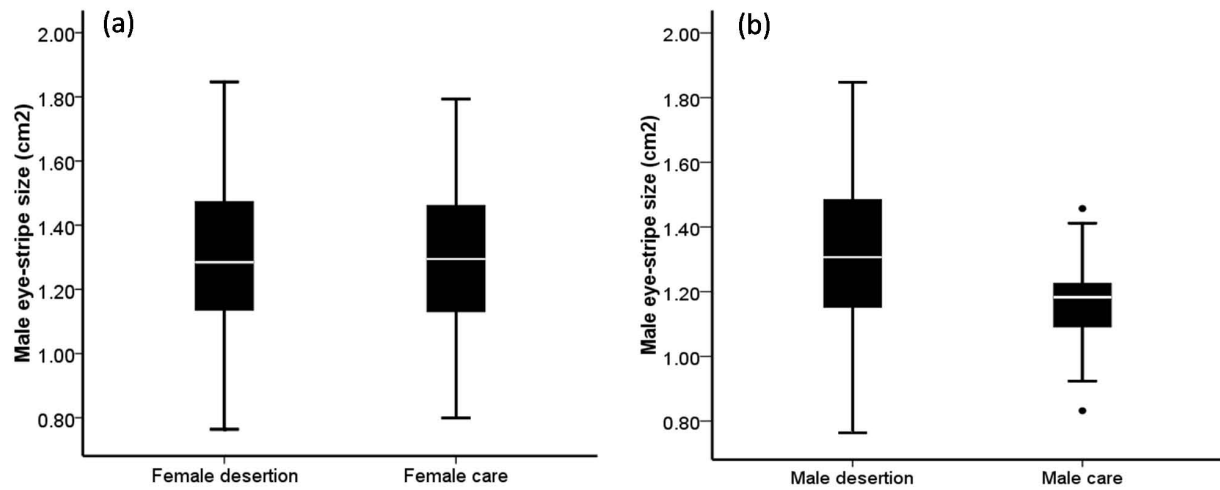 (a)
Male eye-stripe size (cm2)
2.00
1.80
1.60
1.40
1.20
1.00
0.80
Female desertion
Female care
(b)
Male eye-stripe size (cm2)
2.00
1.80
1.60
1.40
1.20
1.00
0.80
Male desertion
Male care